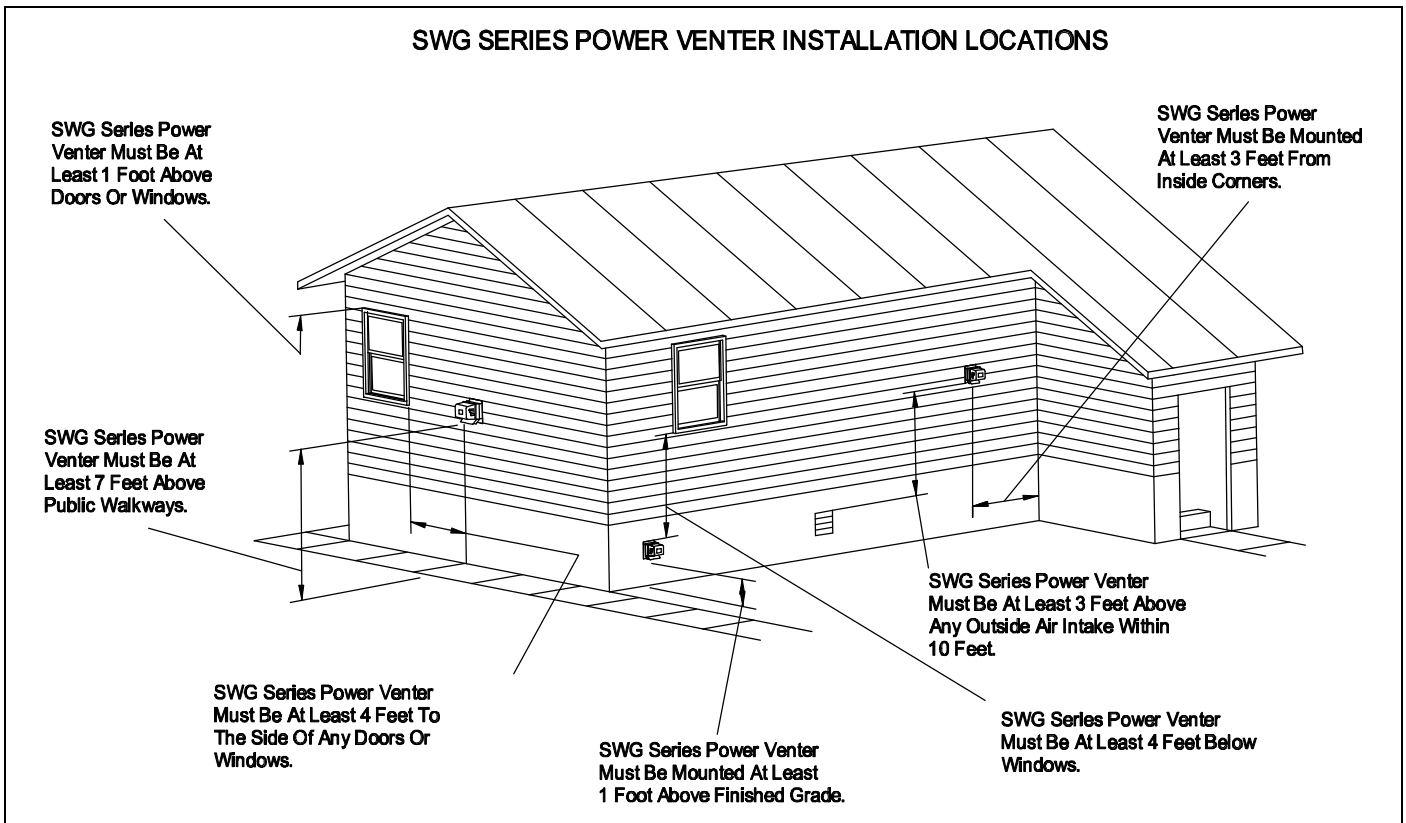 SWG SERIES POWER VENTER INSTALLATION LOCATIONS
SWG Series Power
Venter Must Be At
Least 1 Foot Above
Doors Or Windows.
SWG Series Power
Venter Must Be Mounted
At Least 3 Feet From
Inside Corners.
SWG Series Power
Venter Must Be At
Least 7 Feet Above
Public Walkways.
SWG Series Power Venter
Must Be At Least 3 Feet Above
Any Outside Air Intake Within
10 Feet.
SWG Series Power Venter
Must Be At Least 4 Feet To
The Side Of Any Doors Or
Windows.
SWG Series Power Venter
Must Be Mounted At Least
1 Foot Above Finished Grade.
SWG Series Power Venter
Must Be At Least 4 Feet Below
Windows.